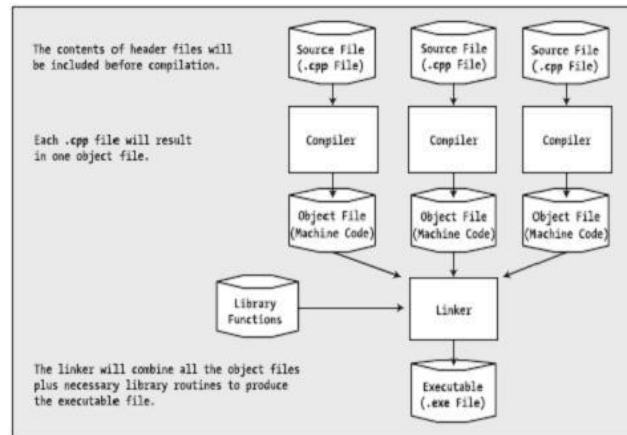 The contents of header files will
be included before compilation.
Source File
(.cpp File)
Source File
(.cpp File)
Source File
(.cpp File)
Each .cpp file will result
in one object file.
Compiler
Compiler
Compiler
Object File
(Machine Code)
Object File
(Machine Code)
Object File
(Machine Code)
Library
Functions
Linker
The linker will combine all the object files
plus necessary library routines to produce
the executable file.
Executable
(.exe File)